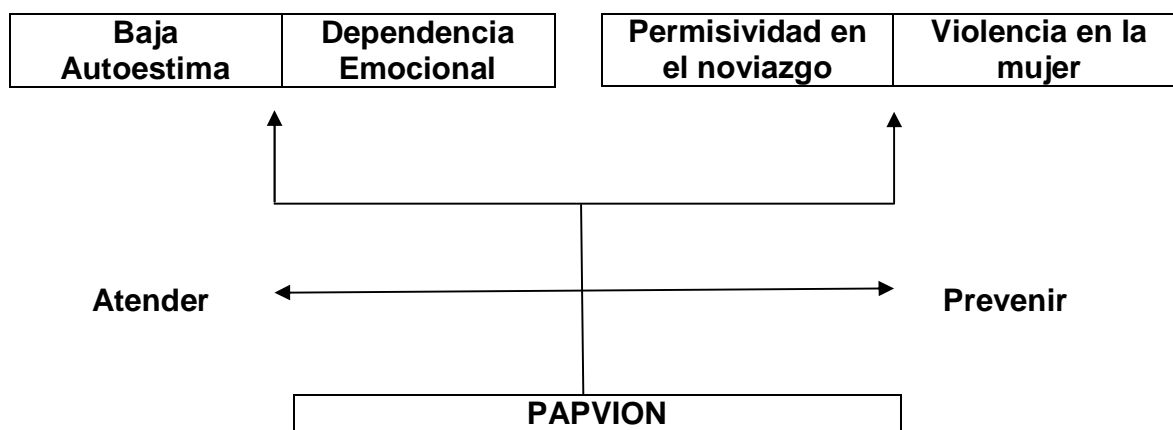 Baja
Autoestima
Dependencia
Emocional
Permisividad en
el noviazgo
Violencia en la
mujer
Atender
Prevenir
PAPVION